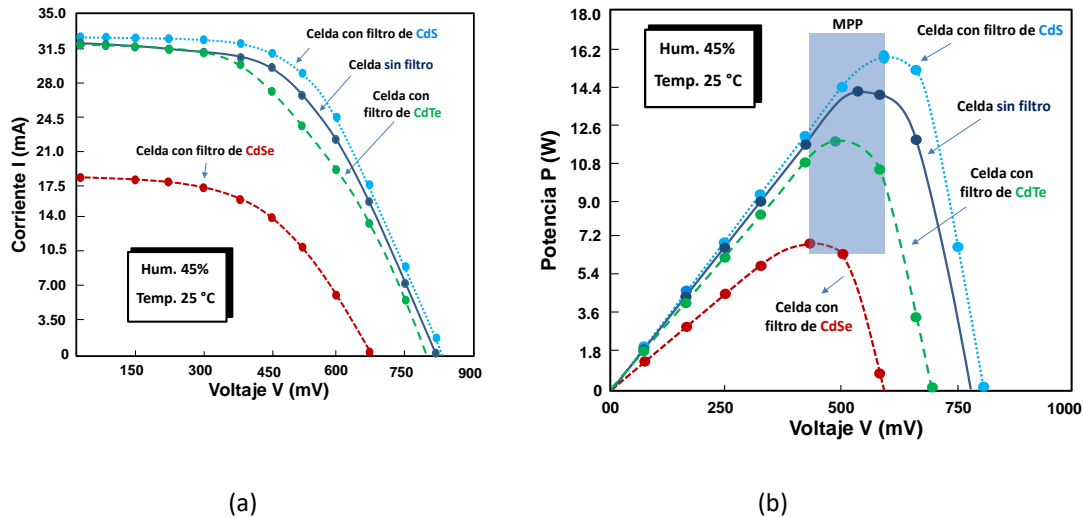 35.0
31.5
28.0
24.5
21.0
17.5
14.0
10.5
7.00
3.50
0
Corriente I (mA)
150
300
450
600
750
900
Voltaje V (mV)
Celda con filtro de CdS
Celda sin filtro
Celda con
filtro de CdTe
Celda con filtro de CdSe
Hum. 45%
Temp. 25 °C
(a)
18.0
16.2
14.4
12.6
10.8
9.0
7.2
5.4
3.6
1.8
0
Potencia P (W)
00
250
500
750
1000
Voltaje V (mV)
Hum. 45%
Temp. 25 °C
MPP
Celda con filtro de CdS
Celda sin filtro
Celda con
filtro de CdTe
Celda con
filtro de CdSe
(b)